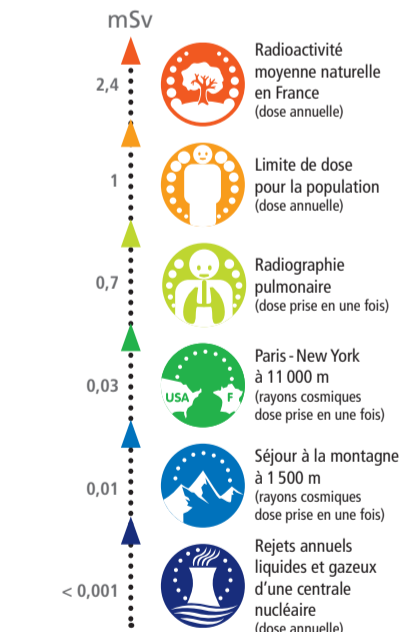 mSv
2,4
Radioactivité
moyenne naturelle
en France
(dose annuelle)
1
Limite de dose
pour la population
(dose annuelle)
0,7
Radiographie
pulmonaire
(dose prise en une fois)
0,03
USA
F
Paris - New York
à 11 000 m
(rayons cosmiques
dose prise en une fois)
0,01
Séjour à la montagne
à 1 500 m
(rayons cosmiques
dose prise en une fois)
< 0,001
Rejets annuels
liquides et gazeux
d’une centrale
nucléaire
(dose annuelle)